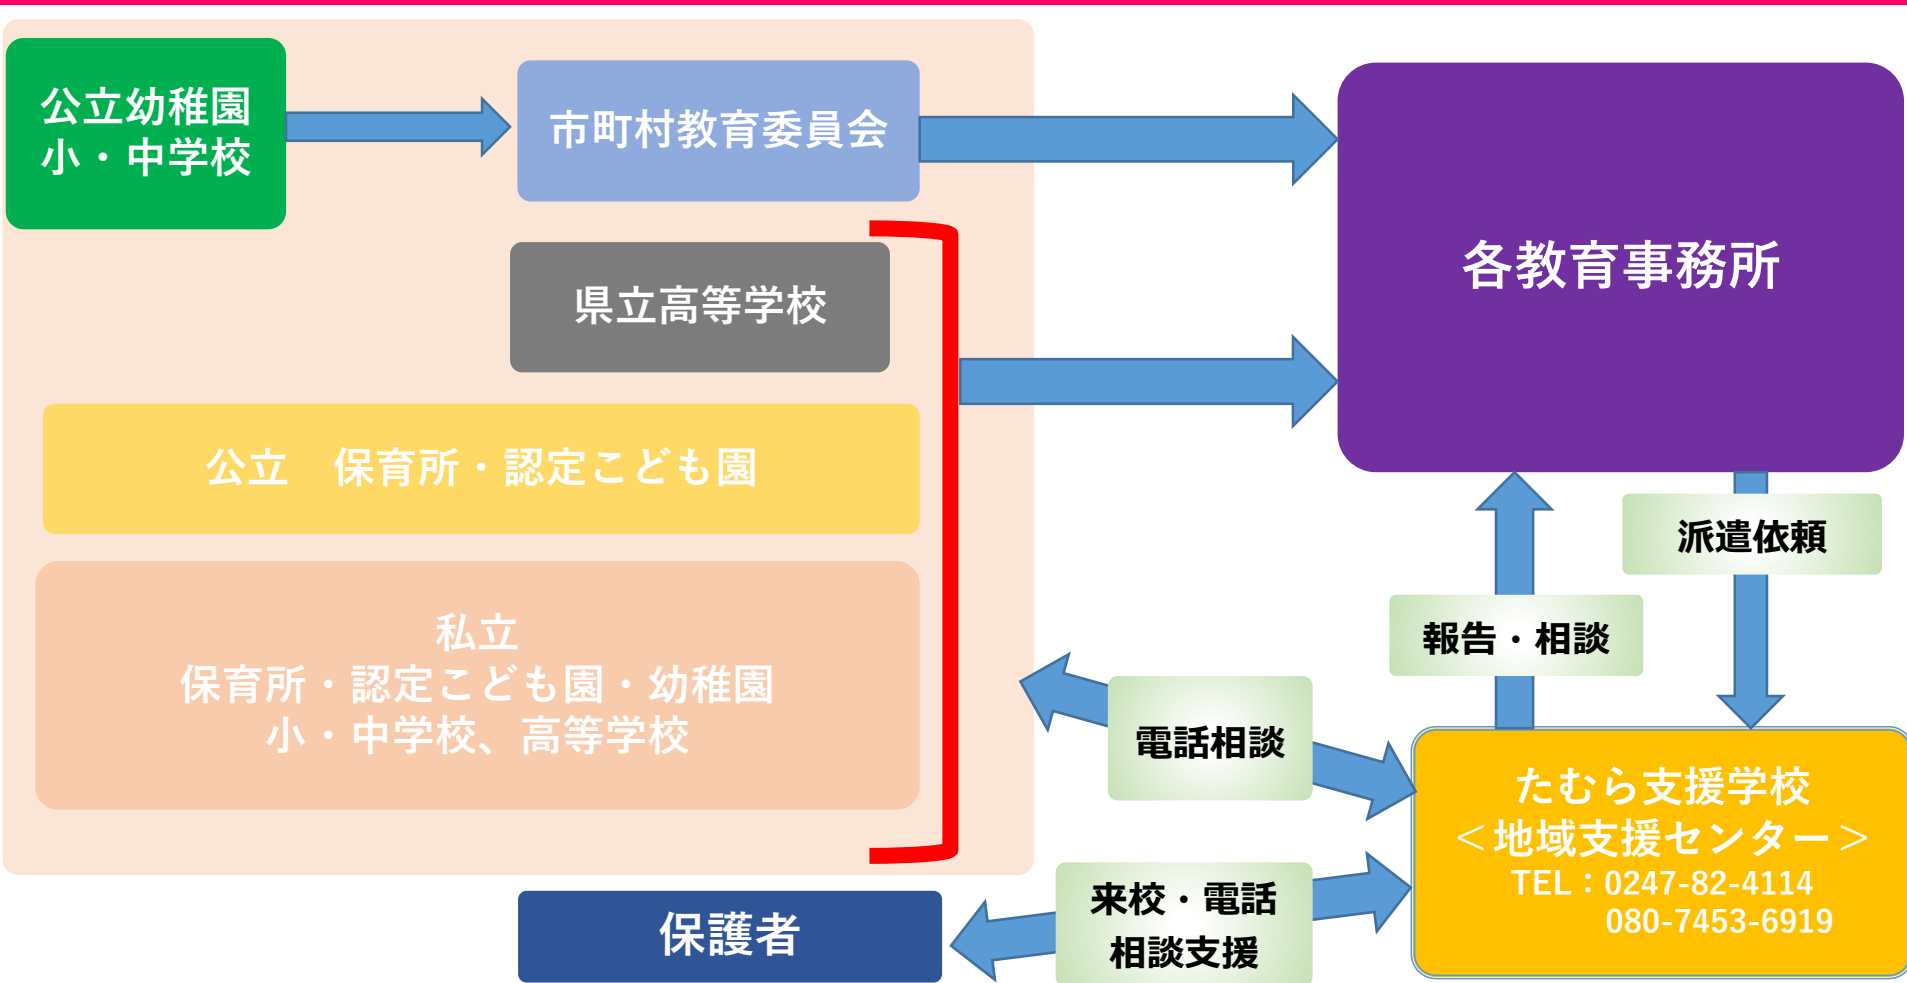 公立幼稚園
小・中学校
市町村教育委員会
各教育事務所
県立高等学校
公立　保育所・認定こども園
私立
保育所・認定こども園・幼稚園
小・中学校、高等学校
派遣依頼
報告・相談
電話相談
たむら支援学校
＜地域支援センター＞
TEL：0247-82-4114
080-7453-6919
来校・電話
相談支援
保護者